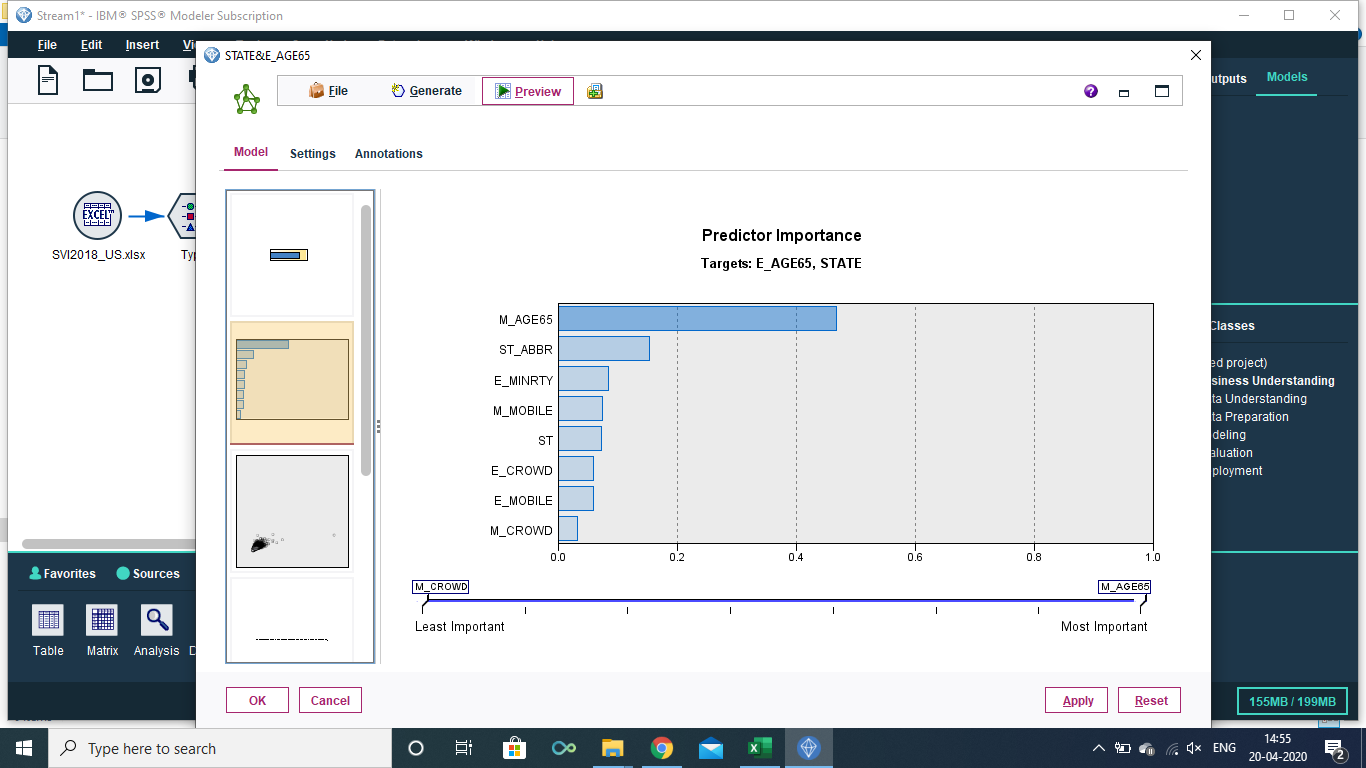 Stream1* - IBM® SPSS® Modeler Subscription
File Edit Insert
STATE&E_AGE65
File Generate Preview
Model Settings Annotations
utputs Models
EXCEL™
SVI2018_US.xlsx
Predictor Importance
Targets: E_AGE65, STATE
M_AGE65
ST_ABBR
E_MINRTY
M_MOBILE
ST
E_CROWD
E_MOBILE
M_CROWD
0.0 0.2 0.4 0.6 0.8 1.0
M_CROWD M_AGE65
Least Important Most Important
Classes
ed project)
siness Understanding
ta Understanding
ta Preparation
deling
aluation
ployment
Favorites Sources
Table Matrix Analysis D
OK Cancel Apply Reset
155MB / 199MB
Type here to search
ENG
14:55
20-04-2020
2